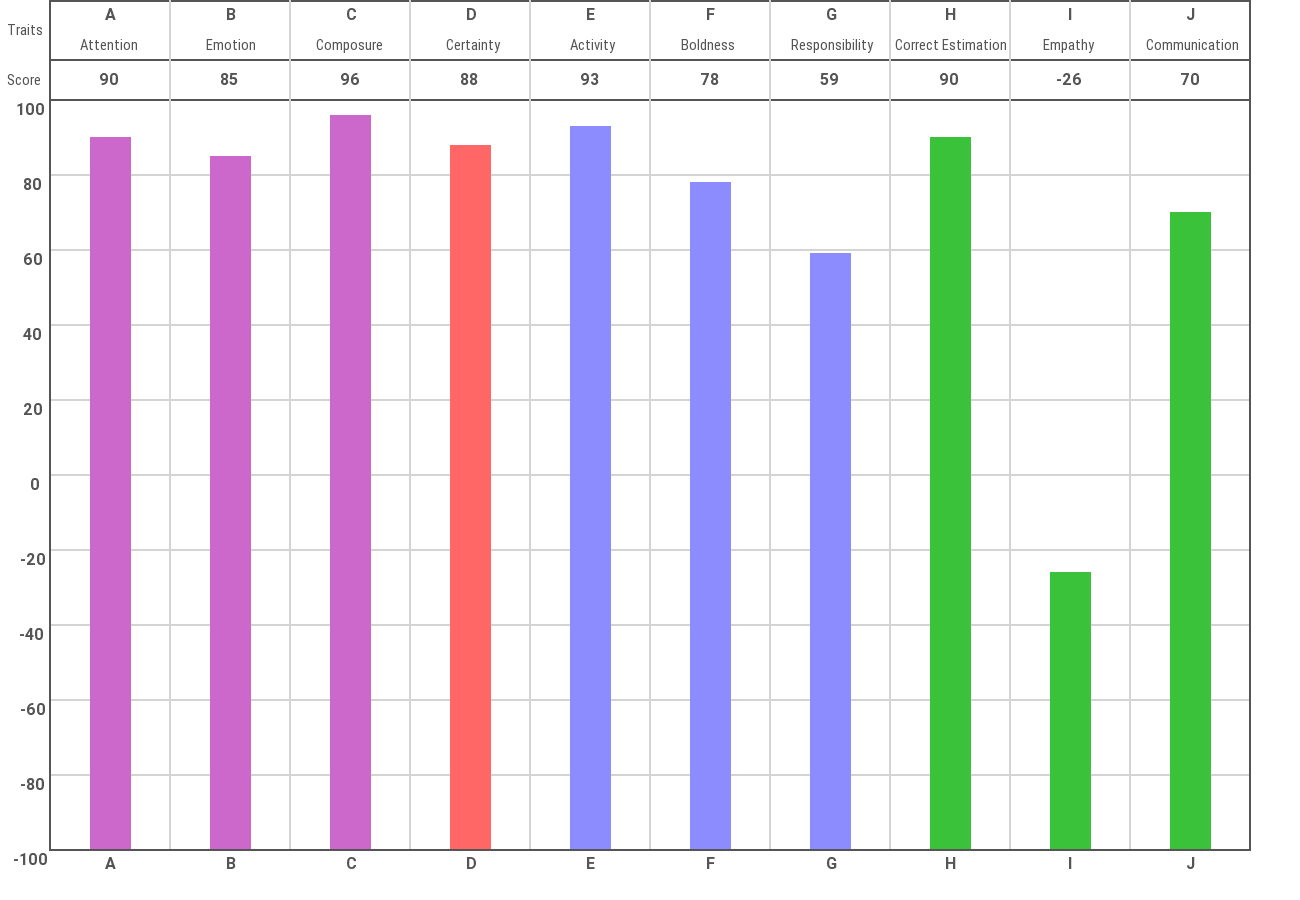 Traits A B C D E F G H I J
Attention Emotion Composure Certainty Activity Boldness Responsibility Correct Estimation Empathy Communication
Score 90 85 96 88 93 78 59 90 -26 70
100
80
60
40
20
0
-20
-40
-60
-80
-100
A B C D E F G H I J